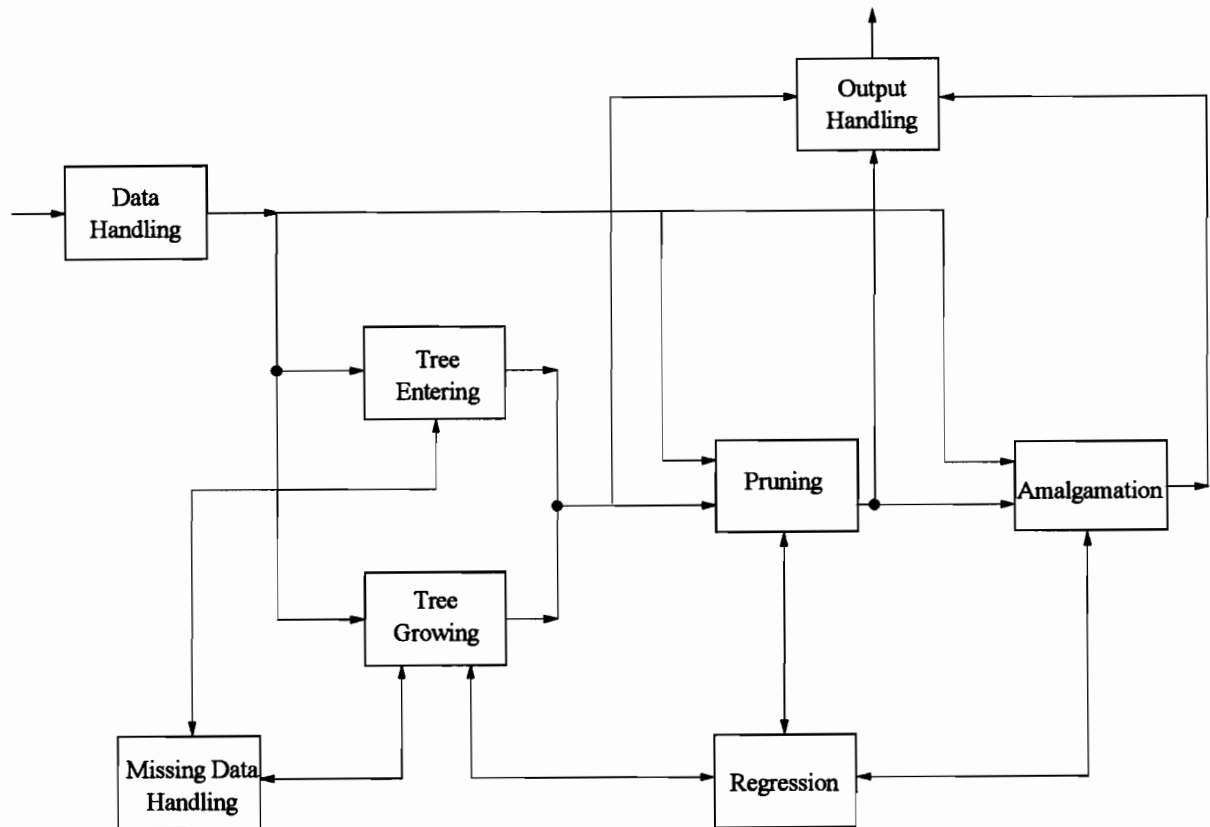 Output
Handling
Data
Handling
Tree
Entering
Pruning
Amalgamation
Tree
Growing
Missing Data
Handling
Regression